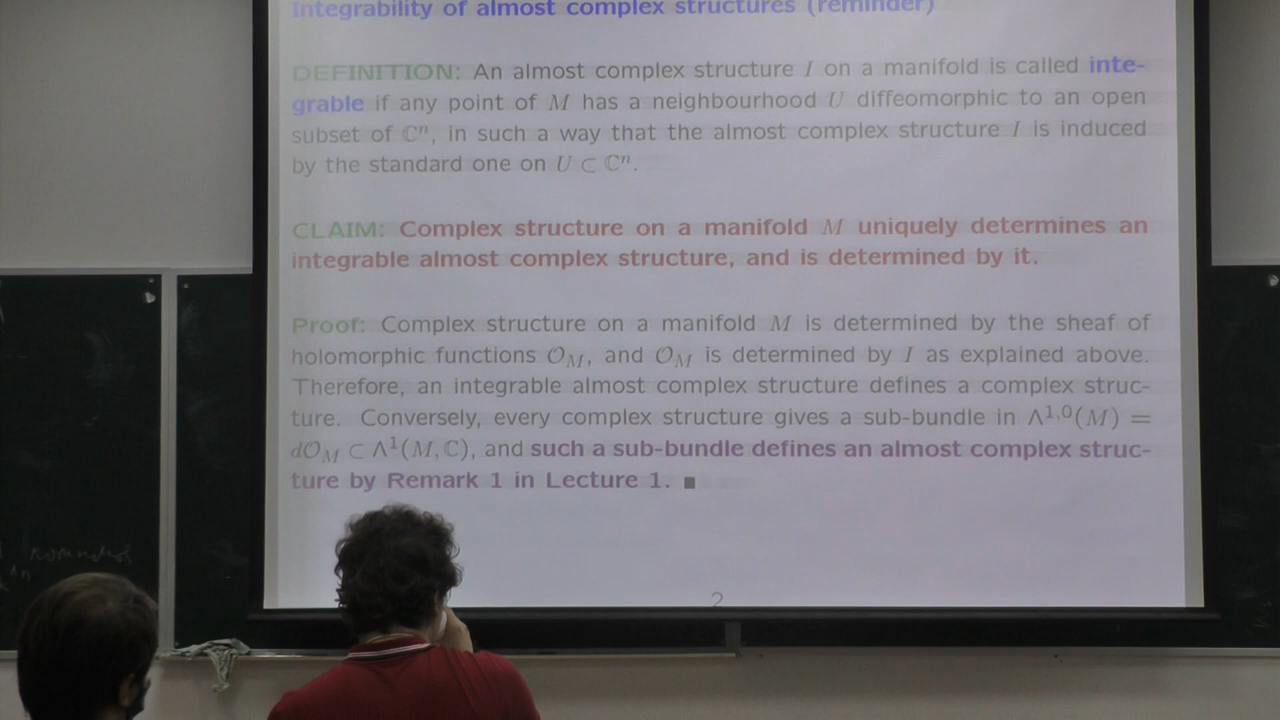 Integrability of almost complex structures (reminder)
DEFINITION: An almost complex structure I on a manifold is called inte-
grable if any point of M has a neighbourhood U diffeomorphic to an open
subset of ℂⁿ, in such a way that the almost complex structure I is induced
by the standard one on U ⊂ ℂⁿ.
CLAIM: Complex structure on a manifold M uniquely determines an
integrable almost complex structure, and is determined by it.
Proof: Complex structure on a manifold M is determined by the sheaf of
holomorphic functions 𝒪_M, and 𝒪_M is determined by I as explained above.
Therefore, an integrable almost complex structure defines a complex struc-
ture. Conversely, every complex structure gives a sub-bundle in Λ^{1,0}(M) =
d𝒪_M ⊂ Λ¹(M, ℂ), and such a sub-bundle defines an almost complex struc-
ture by Remark 1 in Lecture 1. ■
2